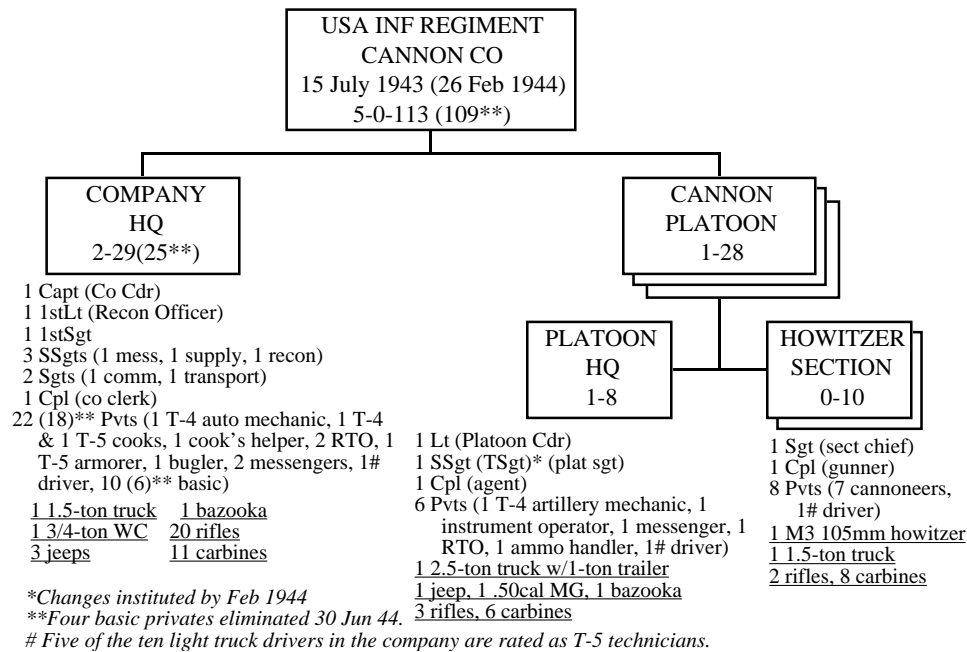 USA INF REGIMENT
CANNON CO
15 July 1943 (26 Feb 1944)
5-0-113 (109**)
COMPANY
HQ
2-29(25**)
CANNON
PLATOON
1-28
1 Capt (Co Cdr)
1 1stLt (Recon Officer)
1 1stSgt
3 SSgts (1 mess, 1 supply, 1 recon)
2 Sgts (1 comm, 1 transport)
1 Cpl (co clerk)
22 (18)** Pvts (1 T-4 auto mechanic, 1 T-4
& 1 T-5 cooks, 1 cook's helper, 2 RTO, 1
T-5 armorer, 1 bugler, 2 messengers, 1#
driver, 10 (6)** basic)
1 1.5-ton truck 1 bazooka
1 3/4-ton WC 20 rifles
3 jeeps 11 carbines
PLATOON
HQ
1-8
1 Lt (Platoon Cdr)
1 SSgt (TSgt)* (plat sgt)
1 Cpl (agent)
6 Pvts (1 T-4 artillery mechanic, 1
instrument operator, 1 messenger, 1
RTO, 1 ammo handler, 1# driver)
1 2.5-ton truck w/1-ton trailer
1 jeep, 1 .50cal MG, 1 bazooka
3 rifles, 6 carbines
HOWITZER
SECTION
0-10
1 Sgt (sect chief)
1 Cpl (gunner)
8 Pvts (7 cannoneers,
1# driver)
1 M3 105mm howitzer
1 1.5-ton truck
2 rifles, 8 carbines
*Changes instituted by Feb 1944
**Four basic privates eliminated 30 Jun 44.
# Five of the ten light truck drivers in the company are rated as T-5 technicians.